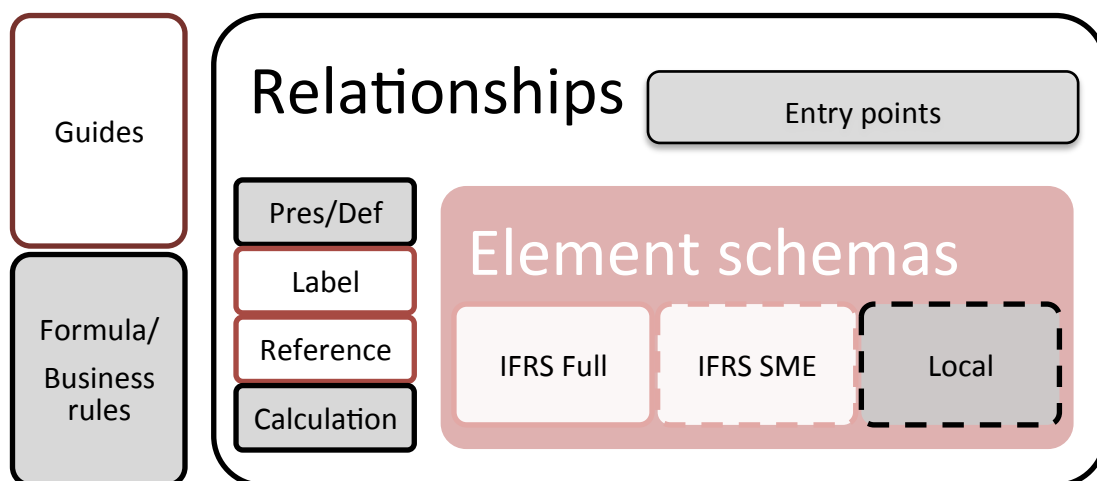 Guides
Formula/
Business
rules
Relationships
Entry points
Pres/Def
Label
Reference
Calculation
Element schemas
IFRS Full
IFRS SME
Local